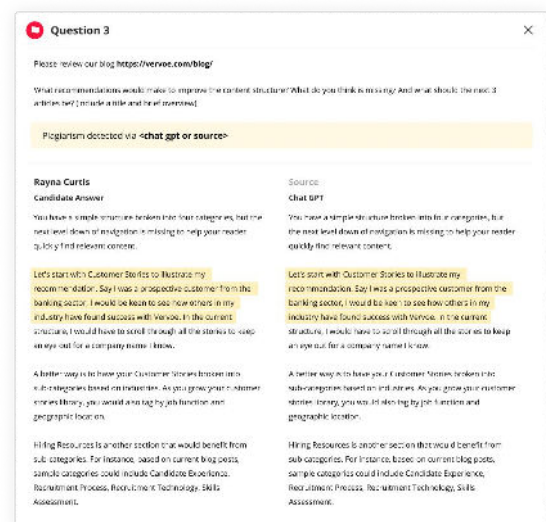 Question 3
Please review our blog https://vervoe.com/blog/
What recommendations would make to improve the content structure? What do you think is missing? And what should the next 3
articles be? (include a title and brief overview)
Plagiarism detected via <chat gpt or source>
Rayna Curtis
Candidate Answer
You have a simple structure broken into four categories, but the
next level down of navigation is missing to help your reader
quickly find relevant content.
Let's start with Customer Stories to illustrate my
recommendation. Say I was a prospective customer from the
banking sector, I would be keen to see how others in my
industry have found success with Vervoe. In the current
structure, I would have to scroll through all the stories to keep
an eye out for a company name I know.
A better way is to have your Customer Stories broken into
sub-categories based on industries. As you grow your customer
stories library, you would also tag by job function and
geographic location.
Hiring Resources is another section that would benefit from
sub categories. For instance, based on current blog posts,
sample categories could include Candidate Experience,
Recruitment Process, Recruitment Technology, Skills
Assessment.
Source
Chat GPT
You have a simple structure broken into four categories, but
the next level down of navigation is missing to help your reader
quickly find relevant content.
Let's start with Customer Stories to illustrate my
recommendation. Say I was a prospective customer from the
banking sector, I would be keen to see how others in my
industry have found success with Vervoe. In the current
structure, I would have to scroll through all the stories to keep
an eye out for a company name I know.
A better way is to have your Customer Stories broken into
sub-categories based on industries. As you grow your customer
stories library, you would also tag by job function and
geographic location.
Hiring Resources is another section that would benefit from
sub categories. For instance, based on current blog posts,
sample categories could include Candidate Experience,
Recruitment Process, Recruitment Technology, Skills
Assessment.